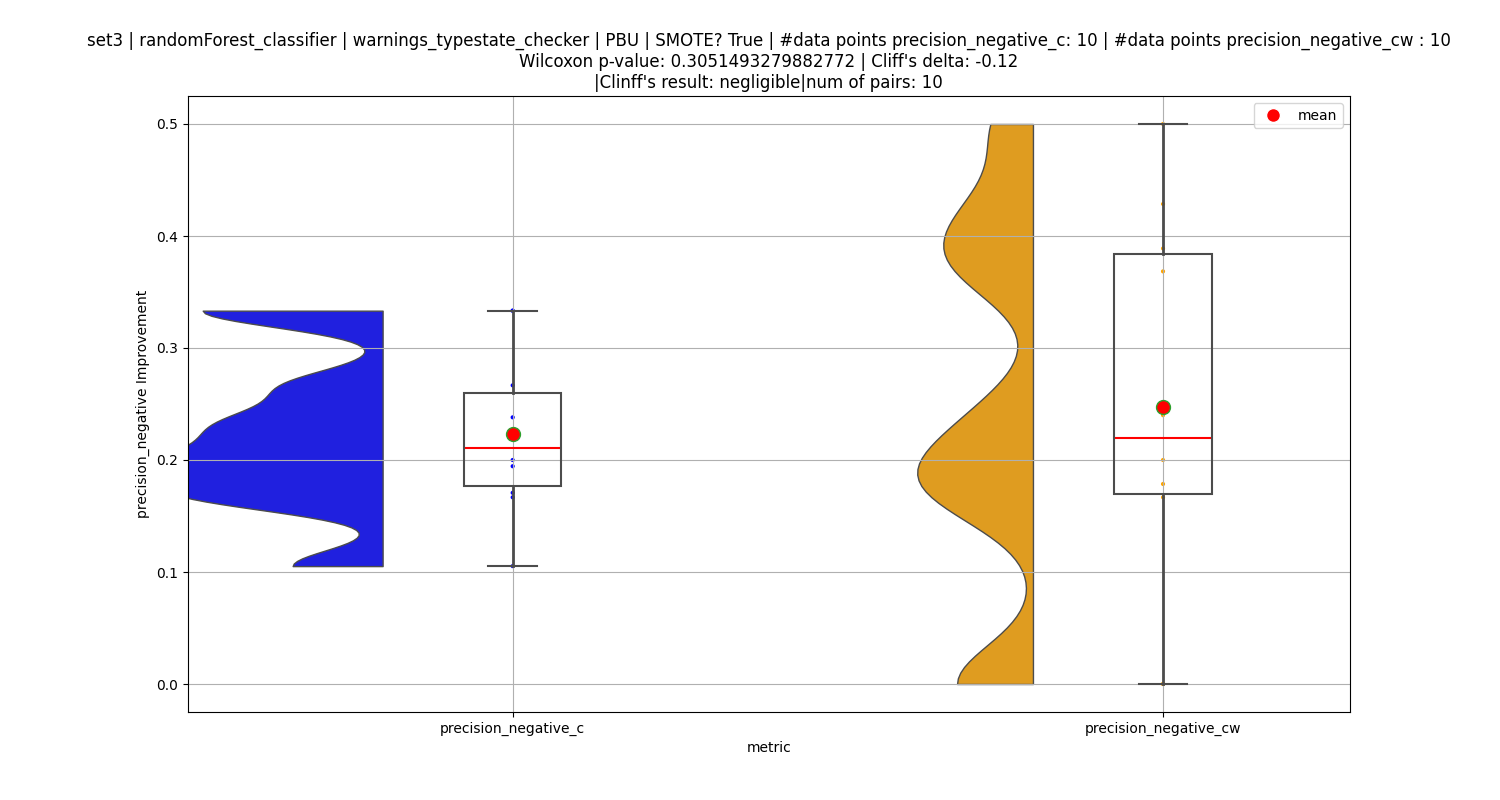 set3 | randomForest_classifier | warnings_typestate_checker | PBU | SMOTE? True | #data points precision_negative_c: 10 | #data points precision_negative_cw : 10
Wilcoxon p-value: 0.3051493279882772 | Cliff's delta: -0.12
|Clinff's result: negligible|num of pairs: 10
mean
0.5
0.4
0.3
0.2
0.1
0.0
precision_negative Improvement
precision_negative_c
precision_negative_cw
metric